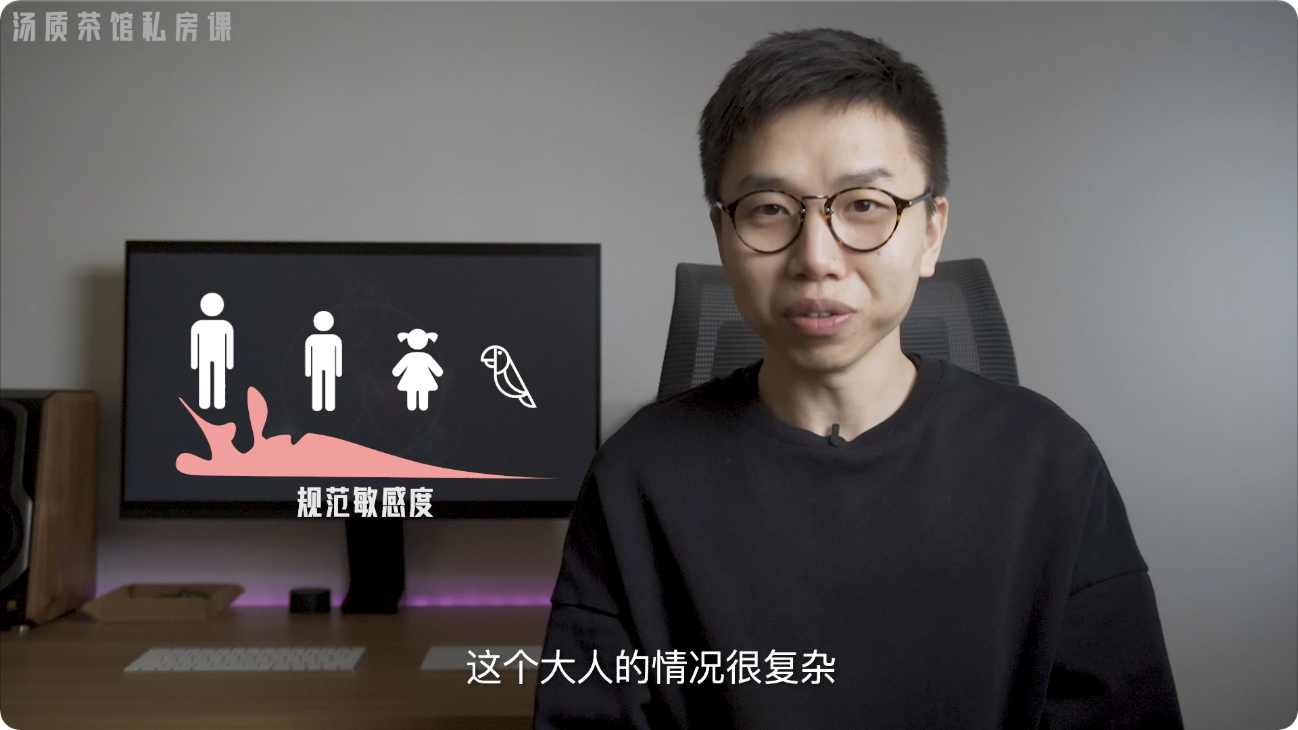 汤质茶馆私房课
规范敏感度
这个大人的情况很复杂